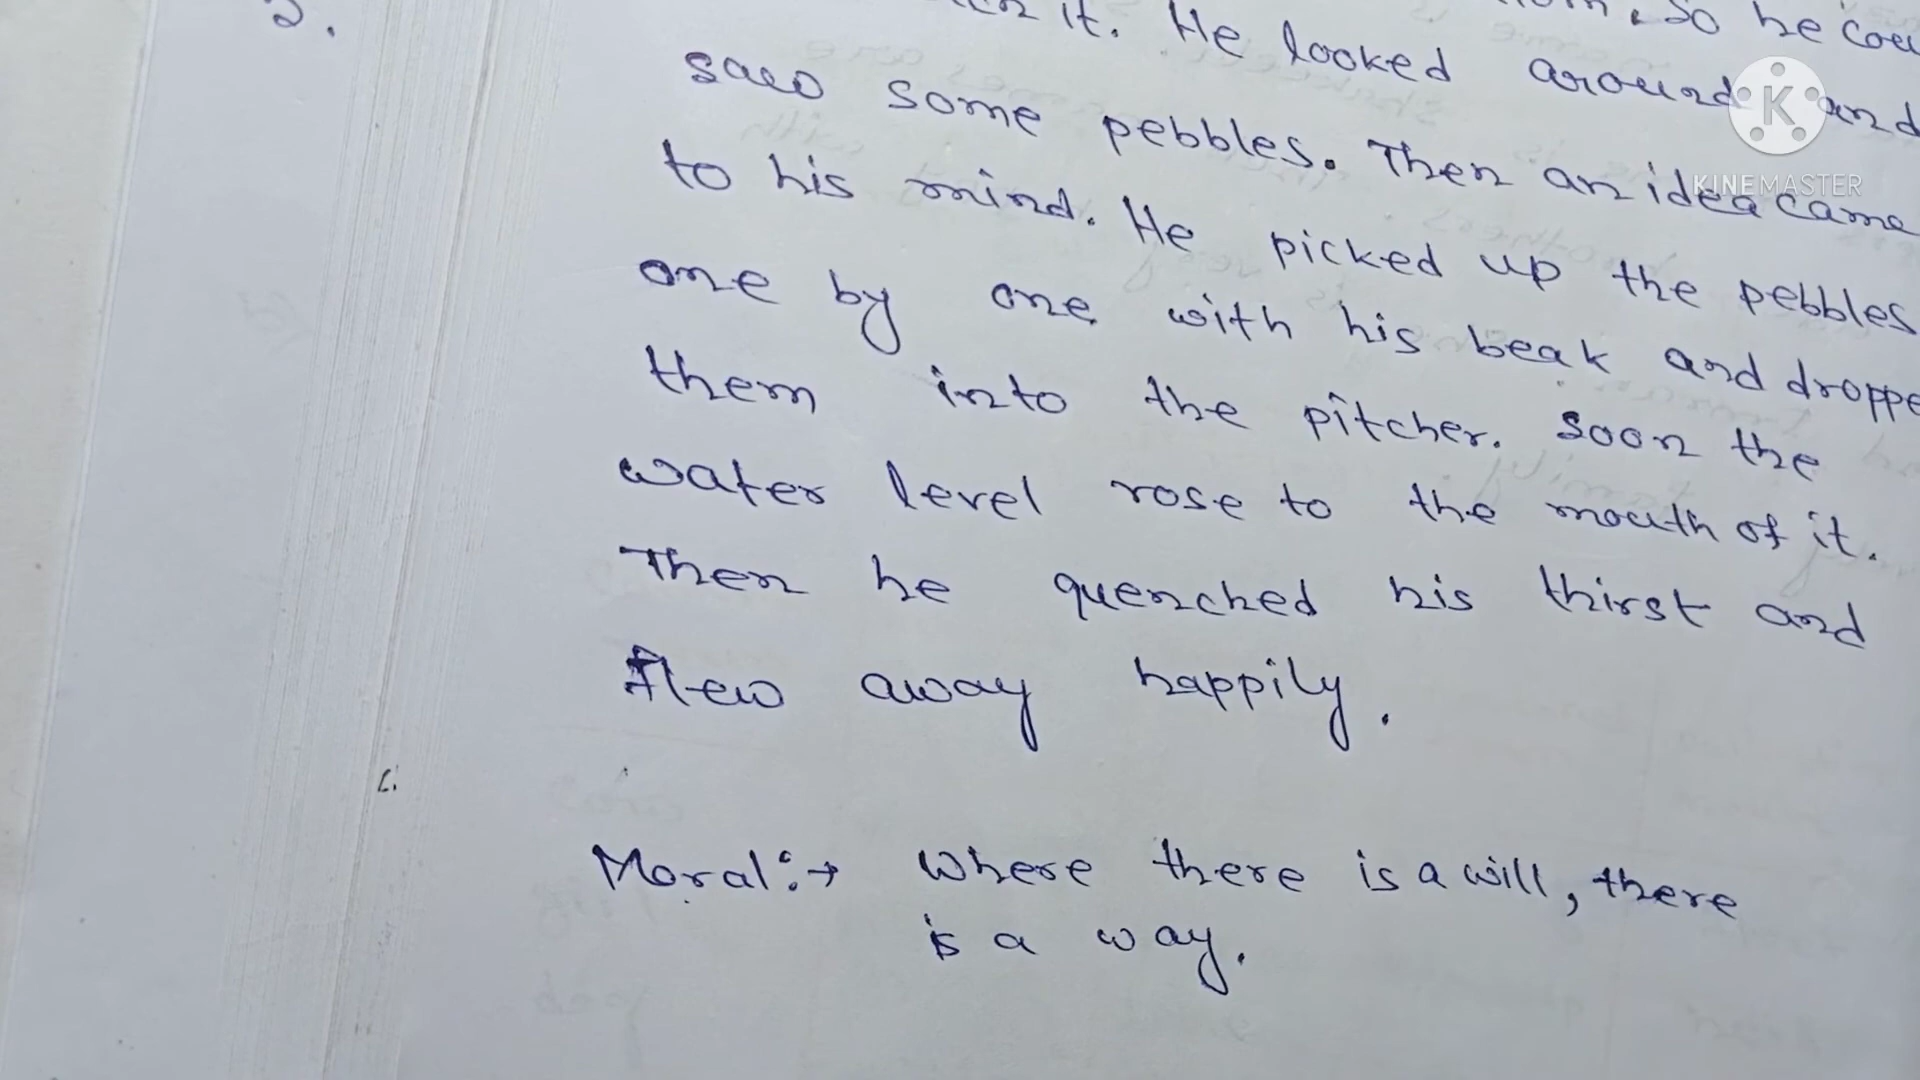 it. He looked around and
saw some pebbles. Then an idea came
to his mind. He picked up the pebbles
one by one with his beak and droppe
them into the pitcher. Soon the
water level rose to the mouth of it.
Then he quenched his thirst and
flew away happily.
Moral:→ Where there is a will, there
is a way.
K
KINEMASTER